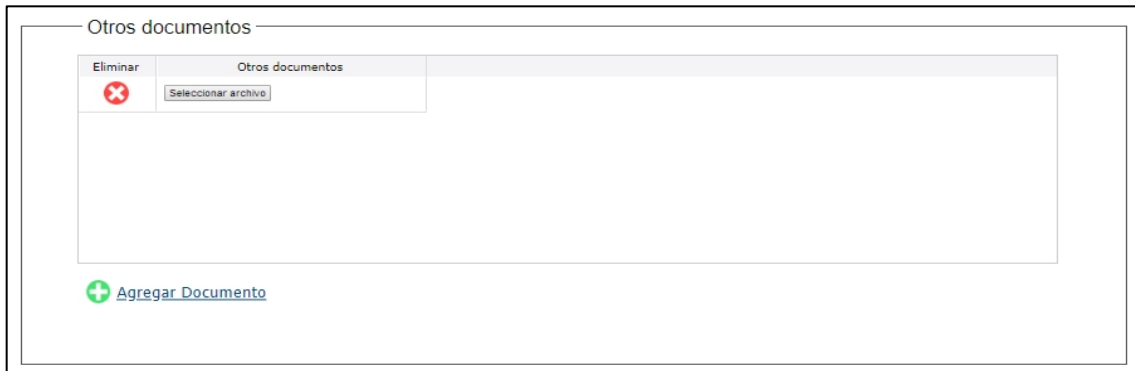 Otros documentos
Eliminar Otros documentos
Seleccionar archivo
Agregar Documento